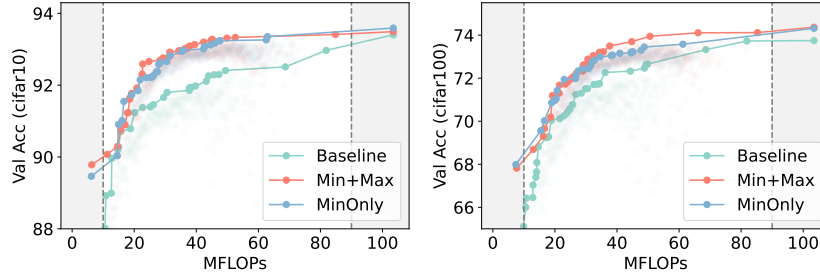 94
92
90
88
Val Acc (cifar10)
0 20 40 60 80 100
MFLOPs
Baseline
Min+Max
MinOnly
74
72
70
68
66
Val Acc (cifar100)
0 20 40 60 80 100
MFLOPs
Baseline
Min+Max
MinOnly